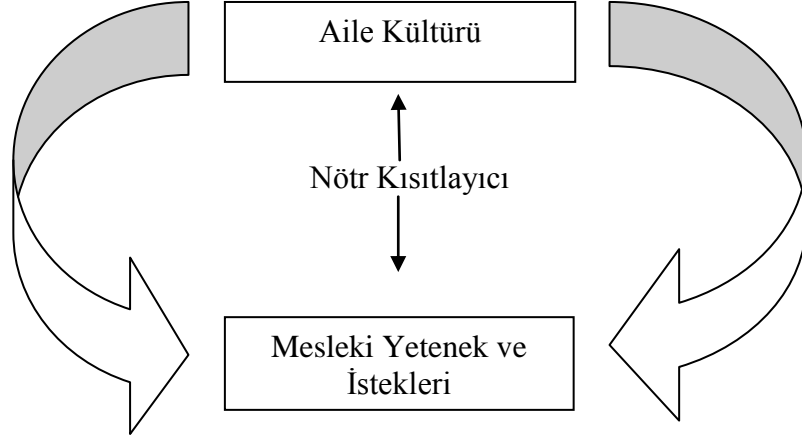 Aile Kültürü
Nötr Kısıtlayıcı
Mesleki Yetenek ve
İstekleri